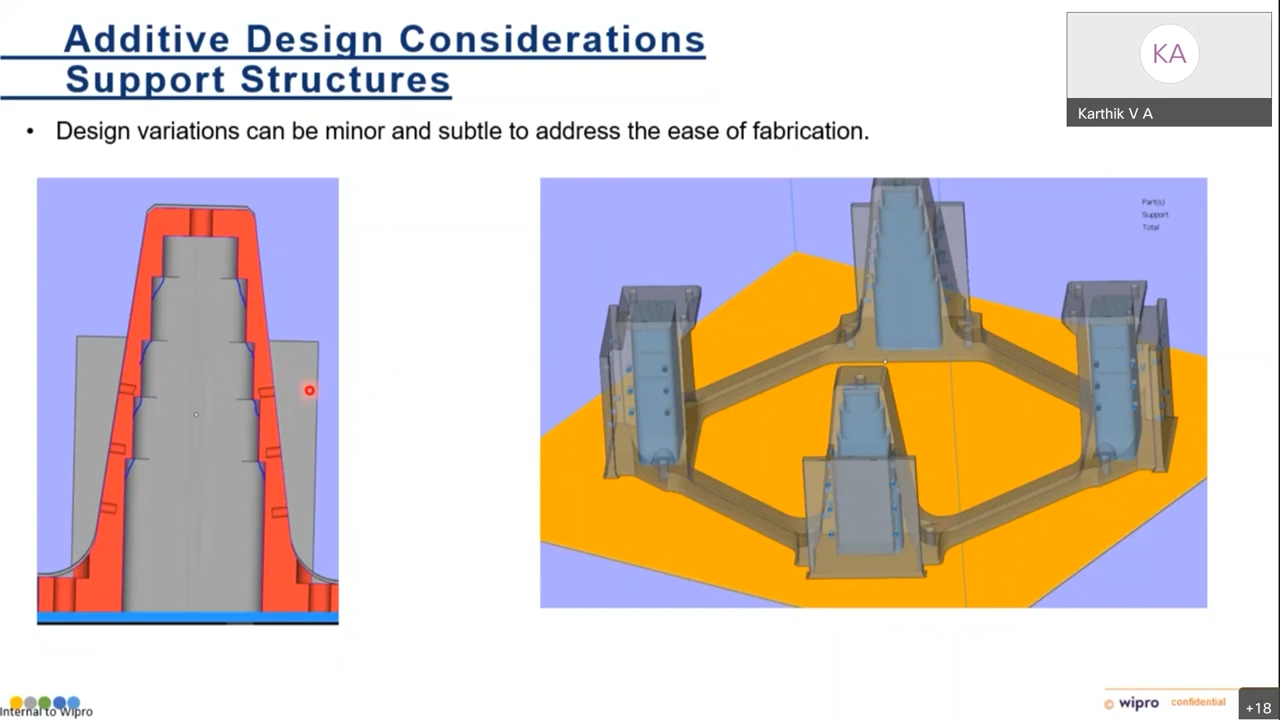 Additive Design Considerations
Support Structures
• Design variations can be minor and subtle to address the ease of fabrication.
KA
Karthik V A
Part(s)
Support
Total
Internal to Wipro
© wipro confidential
+18